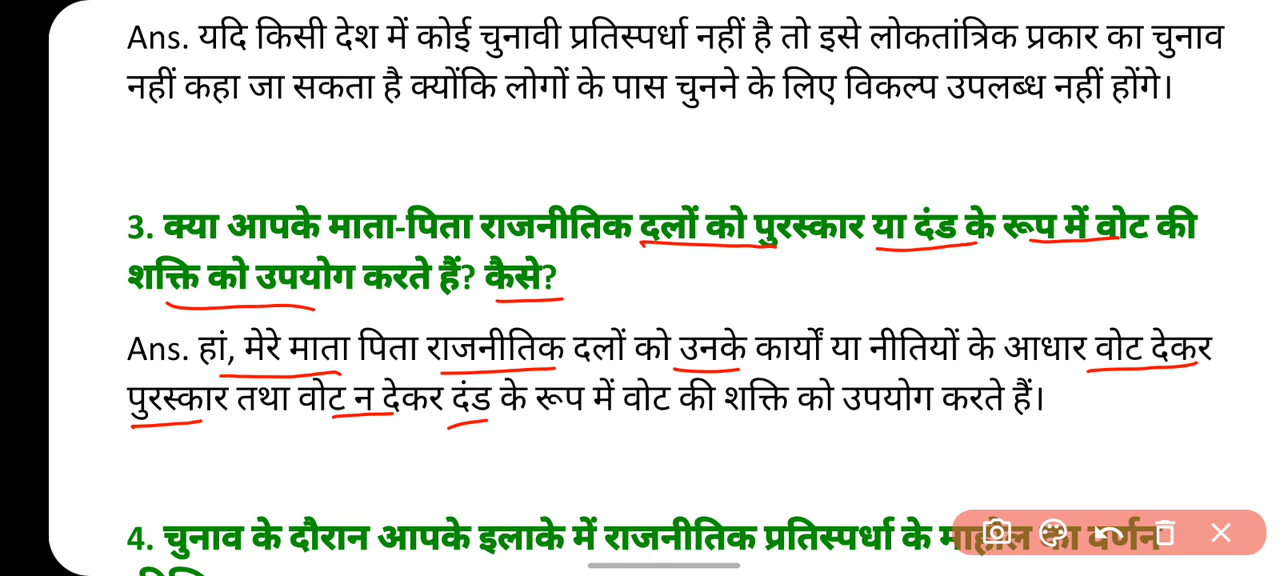 Ans. यदि किसी देश में कोई चुनावी प्रतिस्पर्धा नहीं है तो इसे लोकतांत्रिक प्रकार का चुनाव
नहीं कहा जा सकता है क्योंकि लोगों के पास चुनने के लिए विकल्प उपलब्ध नहीं होंगे।
3. क्या आपके माता-पिता राजनीतिक दलों को पुरस्कार या दंड के रूप में वोट की
शक्ति को उपयोग करते हैं? कैसे?
Ans. हां, मेरे माता पिता राजनीतिक दलों को उनके कार्यों या नीतियों के आधार वोट देकर
पुरस्कार तथा वोट न देकर दंड के रूप में वोट की शक्ति को उपयोग करते हैं।
4. चुनाव के दौरान आपके इलाके में राजनीतिक प्रतिस्पर्धा के माहौल का वर्णन